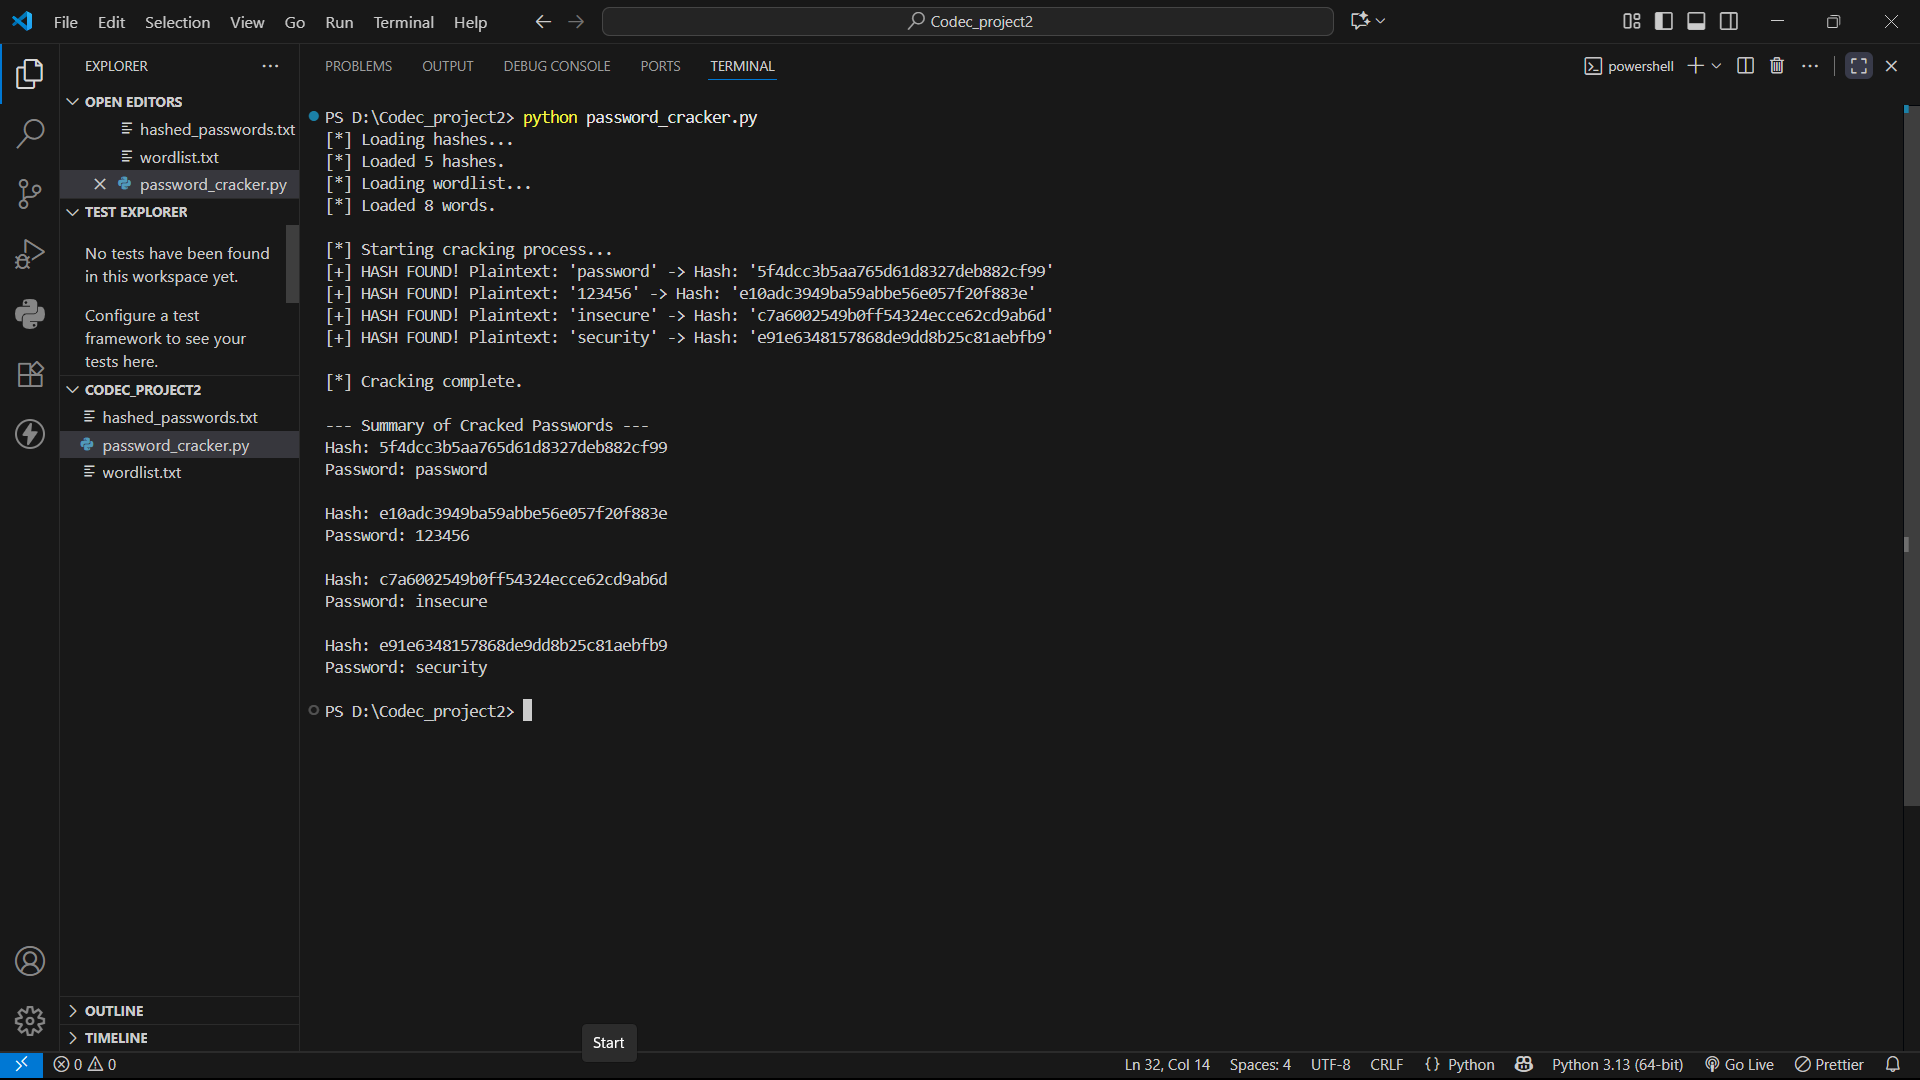 File Edit Selection View Go Run Terminal Help
Codec_project2
EXPLORER
OPEN EDITORS
hashed_passwords.txt
wordlist.txt
password_cracker.py
TEST EXPLORER
No tests have been found
in this workspace yet.
Configure a test
framework to see your
tests here.
CODEC_PROJECT2
hashed_passwords.txt
password_cracker.py
wordlist.txt
OUTLINE
TIMELINE
PROBLEMS OUTPUT DEBUG CONSOLE PORTS TERMINAL
powershell
PS D:\Codec_project2> python password_cracker.py
[*] Loading hashes...
[*] Loaded 5 hashes.
[*] Loading wordlist...
[*] Loaded 8 words.
[*] Starting cracking process...
[+] HASH FOUND! Plaintext: 'password' -> Hash: '5f4dcc3b5aa765d61d8327deb882cf99'
[+] HASH FOUND! Plaintext: '123456' -> Hash: 'e10adc3949ba59abbe56e057f20f883e'
[+] HASH FOUND! Plaintext: 'insecure' -> Hash: 'c7a6002549b0ff54324ecce62cd9ab6d'
[+] HASH FOUND! Plaintext: 'security' -> Hash: 'e91e6348157868de9dd8b25c81aebfb9'
[*] Cracking complete.
--- Summary of Cracked Passwords ---
Hash: 5f4dcc3b5aa765d61d8327deb882cf99
Password: password
Hash: e10adc3949ba59abbe56e057f20f883e
Password: 123456
Hash: c7a6002549b0ff54324ecce62cd9ab6d
Password: insecure
Hash: e91e6348157868de9dd8b25c81aebfb9
Password: security
PS D:\Codec_project2>
Start
0 0
Ln 32, Col 14 Spaces: 4 UTF-8 CRLF {} Python Python 3.13 (64-bit) Go Live Prettier